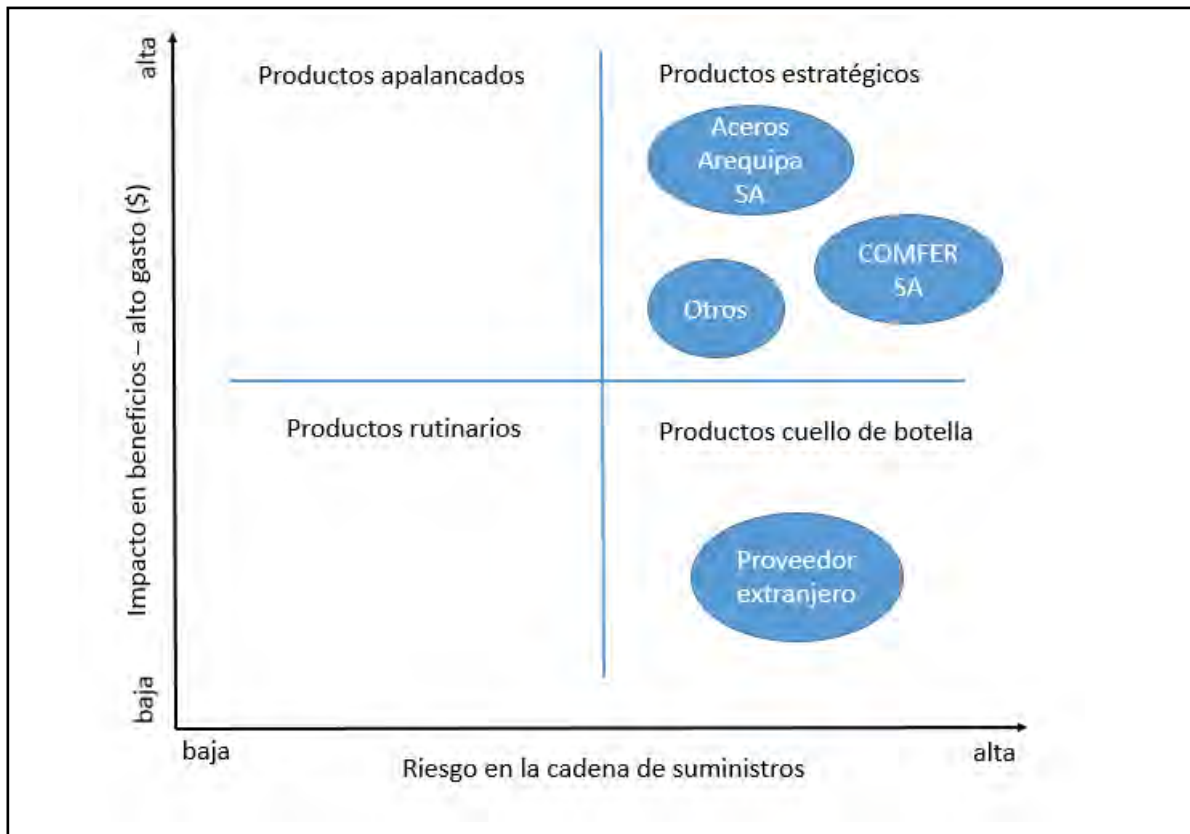 alta
Productos apalancados
Productos estratégicos
Aceros
Arequipa
SA
COMFER
SA
Otros
Impacto en beneficios – alto gasto ($)
Productos rutinarios
Productos cuello de botella
Proveedor
extranjero
baja
baja
alta
Riesgo en la cadena de suministros